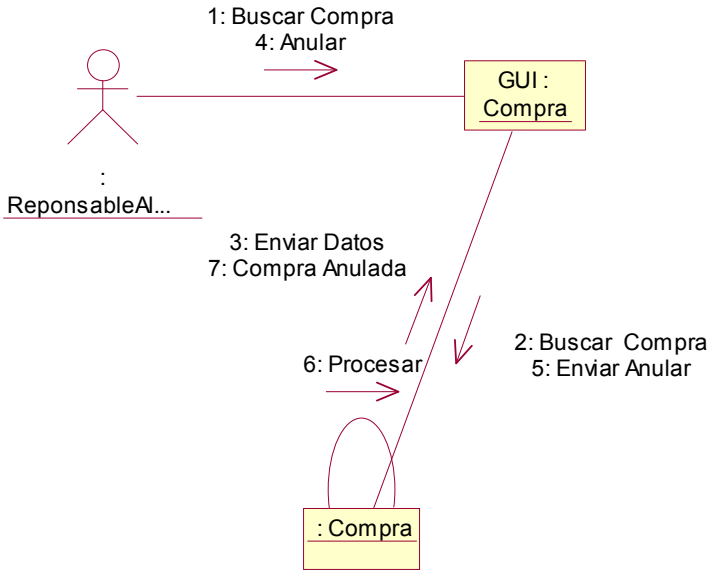 1: Buscar Compra
4: Anular
GUI :
Compra
:
ReponsableAl...
3: Enviar Datos
7: Compra Anulada
2: Buscar Compra
5: Enviar Anular
6: Procesar
: Compra